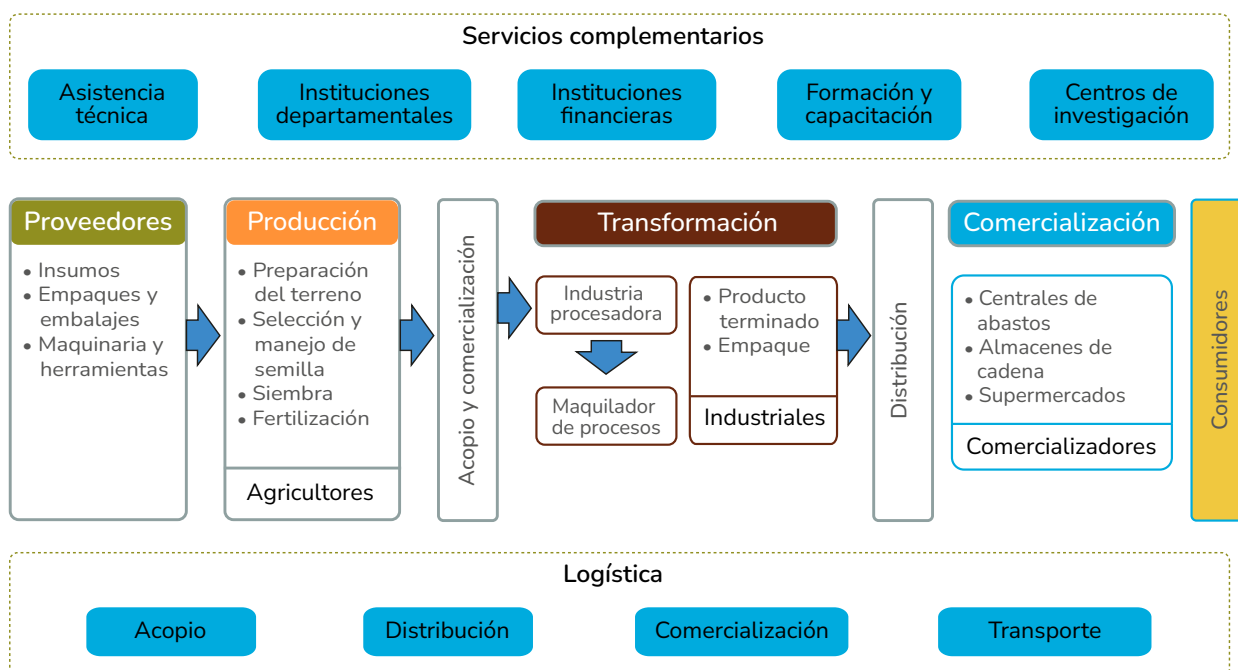 Servicios complementarios
Asistencia
técnica
Instituciones
departamentales
Instituciones
financieras
Formación y
capacitación
Centros de
investigación
Proveedores
• Insumos
• Empaques y
embalajes
• Maquinaria y
herramientas
Producción
• Preparación
del terreno
• Selección y
manejo de
semilla
• Siembra
• Fertilización
Agricultores
Acopio y comercialización
Transformación
Industria
procesadora
Maquilador
de procesos
• Producto
terminado
• Empaque
Industriales
Distribución
Comercialización
• Centrales de
abastos
• Almacenes de
cadena
• Supermercados
Comercializadores
Consumidores
Logística
Acopio
Distribución
Comercialización
Transporte